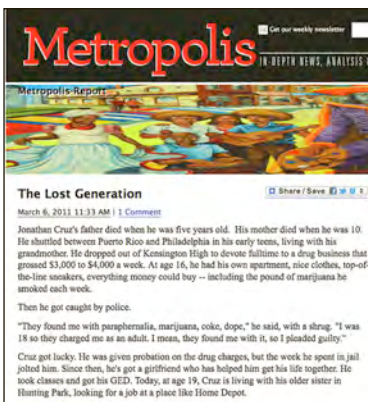 Get our weekly newsletter
Metropolis
IN-DEPTH NEWS, ANALYSIS &
Metropolis Report
The Lost Generation
Share / Save
March 6, 2011 11:33 AM | 1 Comment
Jonathan Cruz's father died when he was five years old. His mother died when he was 10.
He shuttled between Puerto Rico and Philadelphia in his early teens, living with his
grandmother. He dropped out of Kensington High to devote fulltime to a drug business that
grossed $3,000 to $4,000 a week. At age 16, he had his own apartment, nice clothes, top-of-
the-line sneakers, everything money could buy -- including the pound of marijuana he
smoked each week.
Then he got caught by police.
"They found me with paraphernalia, marijuana, coke, dope," he said, with a shrug. "I was
18 so they charged me as an adult. I mean, they found me with it, so I pleaded guilty."
Cruz got lucky. He was given probation on the drug charges, but the week he spent in jail
jolted him. Since then, he's got a girlfriend who has helped him get his life together. He
took classes and got his GED. Today, at age 19, Cruz is living with his older sister in
Hunting Park, looking for a job at a place like Home Depot.